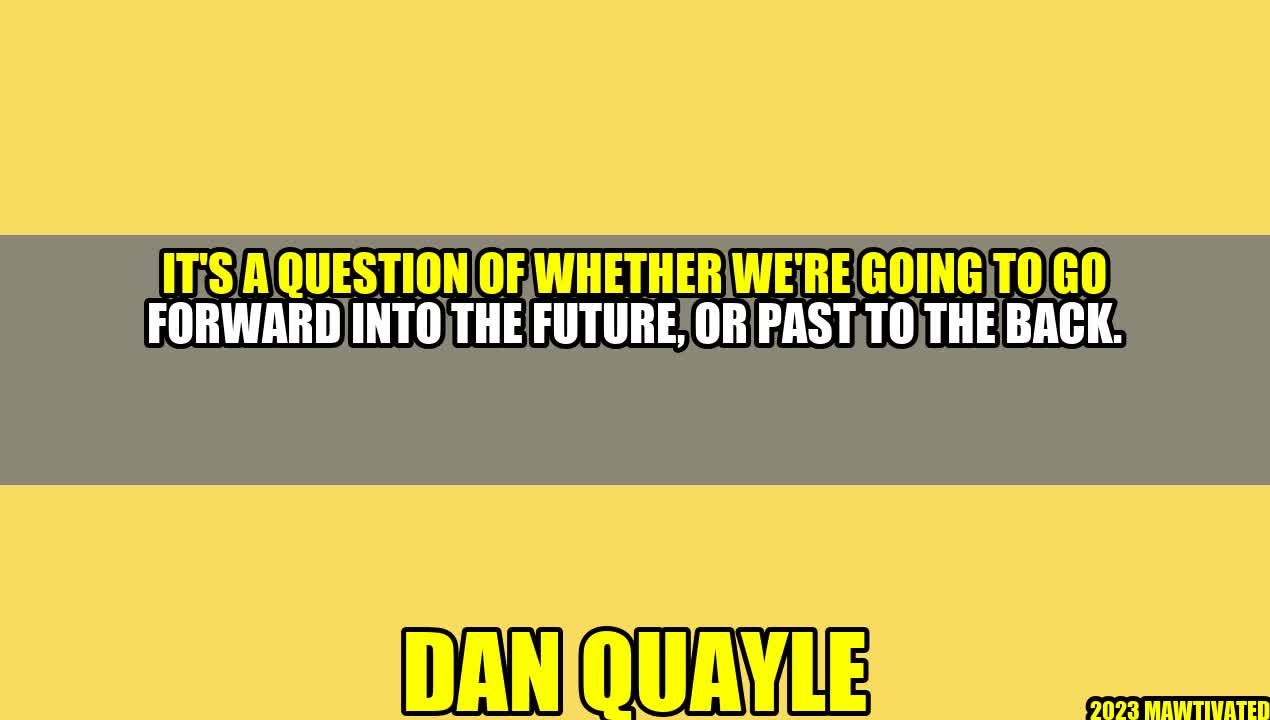 IT'S A QUESTION OF WHETHER WE'RE GOING TO GO
FORWARD INTO THE FUTURE, OR PAST TO THE BACK.
DAN QUAYLE
2023 MAWTIVATED